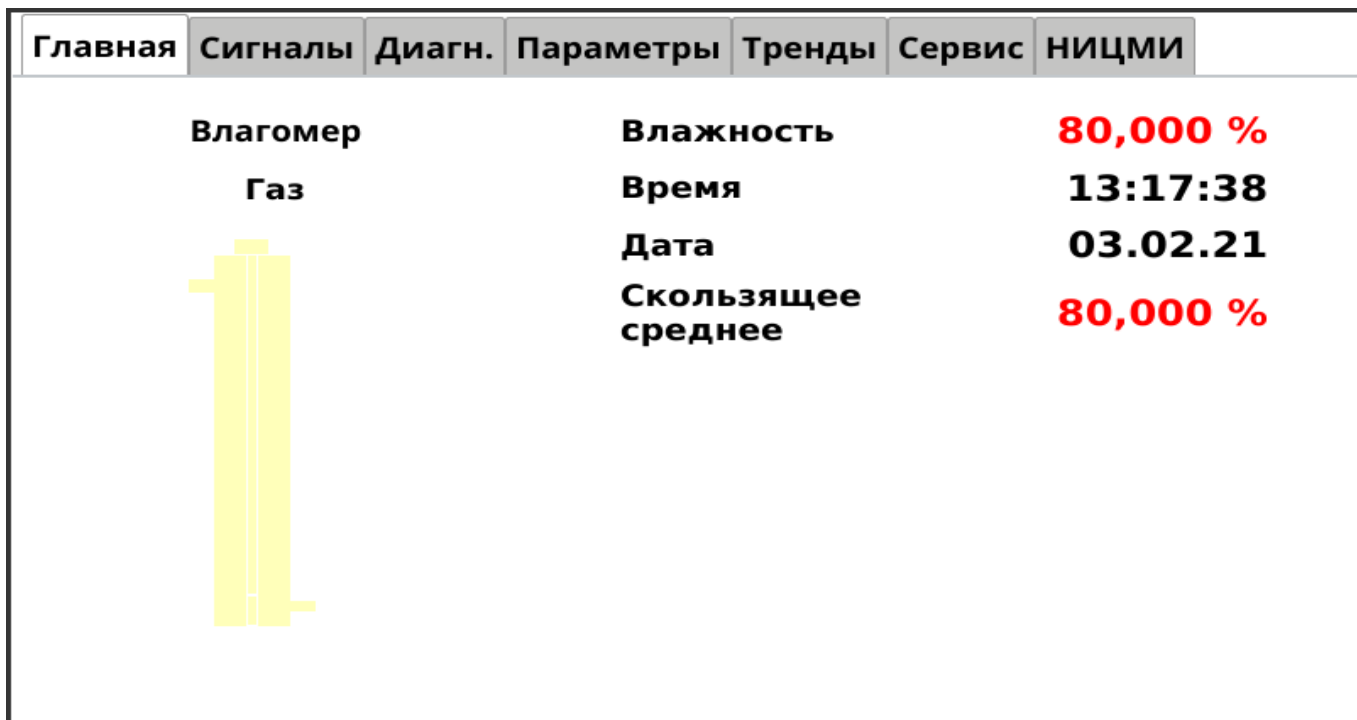 Главная Сигналы Диагн. Параметры Тренды Сервис НИЦМИ
Влагомер
Газ
Влажность 80,000 %
Время 13:17:38
Дата 03.02.21
Скользящее
среднее 80,000 %